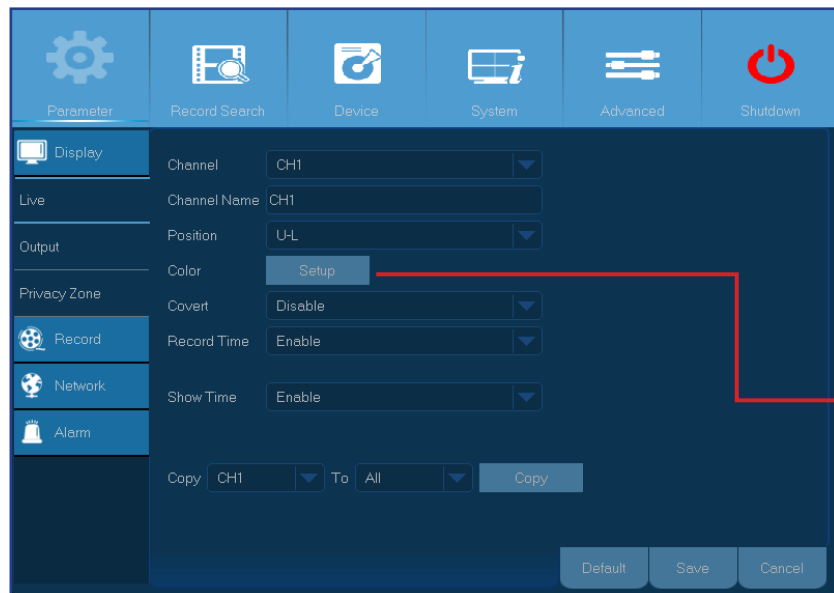 Parameter Record Search Device System Advanced Shutdown
Display
Live
Output
Privacy Zone
Record
Network
Alarm
Channel CH1
Channel Name CH1
Position U-L
Color Setup
Covert Disable
Record Time Enable
Show Time Enable
Copy CH1 To All Copy
Default Save Cancel